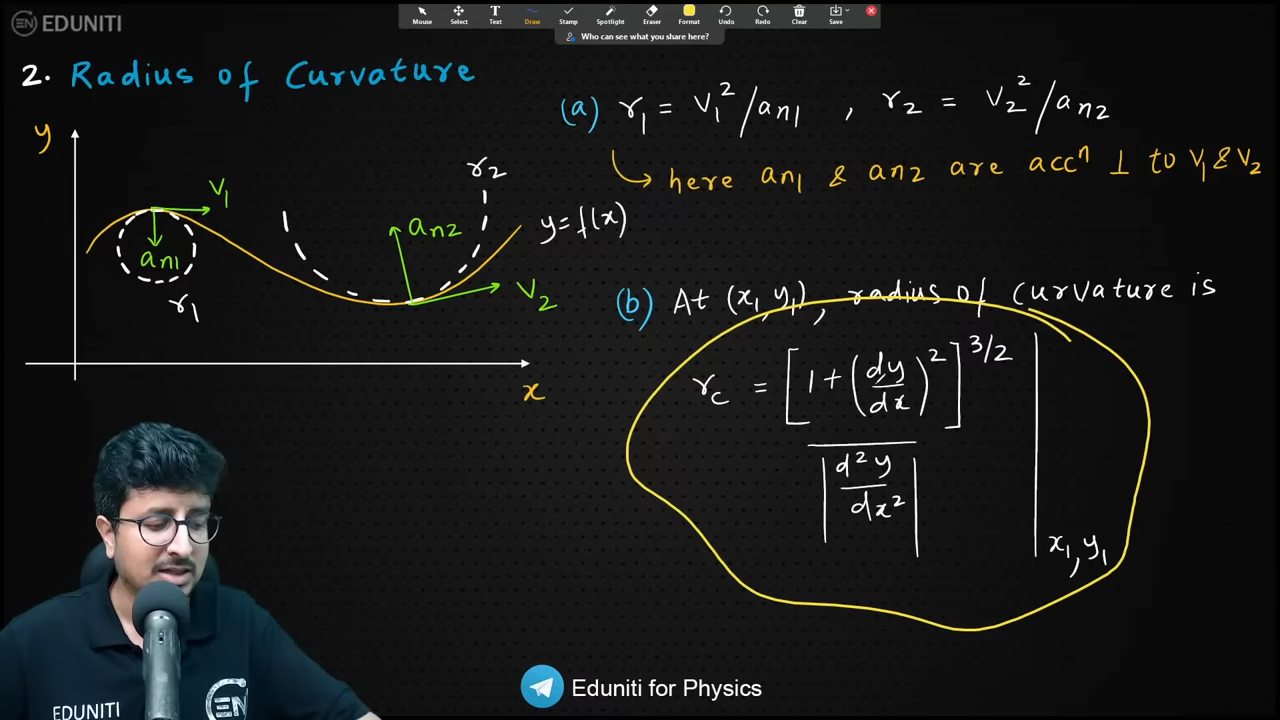 EDUNITI
Mouse Select Text Draw Stamp Spotlight Eraser Format Undo Redo Clear Save
Who can see what you share here?
2. Radius of Curvature
y
v₁
an₁
r₁
r₂
an₂
v₂
y=f(x)
x
(a) r₁ = v₁²/an₁ , r₂ = v₂²/an₂
here an₁ & an₂ are accⁿ ⊥ to v₁ & v₂
(b) At (x₁, y₁), radius of curvature is
r_c = [1 + (dy/dx)²]^3/2
|d²y/dx²|
x₁, y₁
EDUNITI
EN
Eduniti for Physics